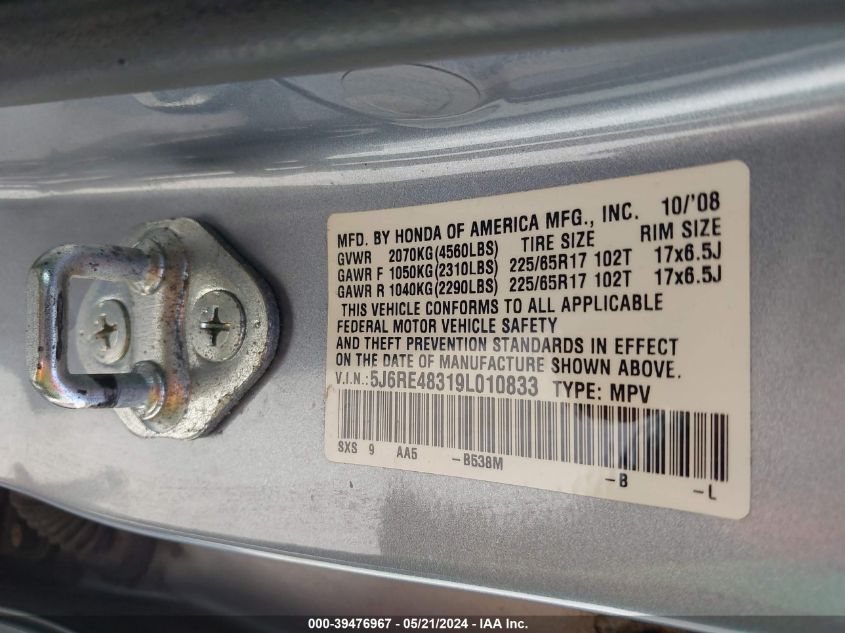 MFD. BY HONDA OF AMERICA MFG., INC. 10/'08
GVWR 2070KG(4560LBS) TIRE SIZE RIM SIZE
GAWR F 1050KG(2310LBS) 225/65R17 102T 17x6.5J
GAWR R 1040KG(2290LBS) 225/65R17 102T 17x6.5J
THIS VEHICLE CONFORMS TO ALL APPLICABLE
FEDERAL MOTOR VEHICLE SAFETY
AND THEFT PREVENTION STANDARDS IN EFFECT
ON THE DATE OF MANUFACTURE SHOWN ABOVE.
V.I.N.:5J6RE48319L010833 TYPE: MPV
SXS 9 AA5 -B538M -B -L
000-39476967 - 05/21/2024 - IAA Inc.